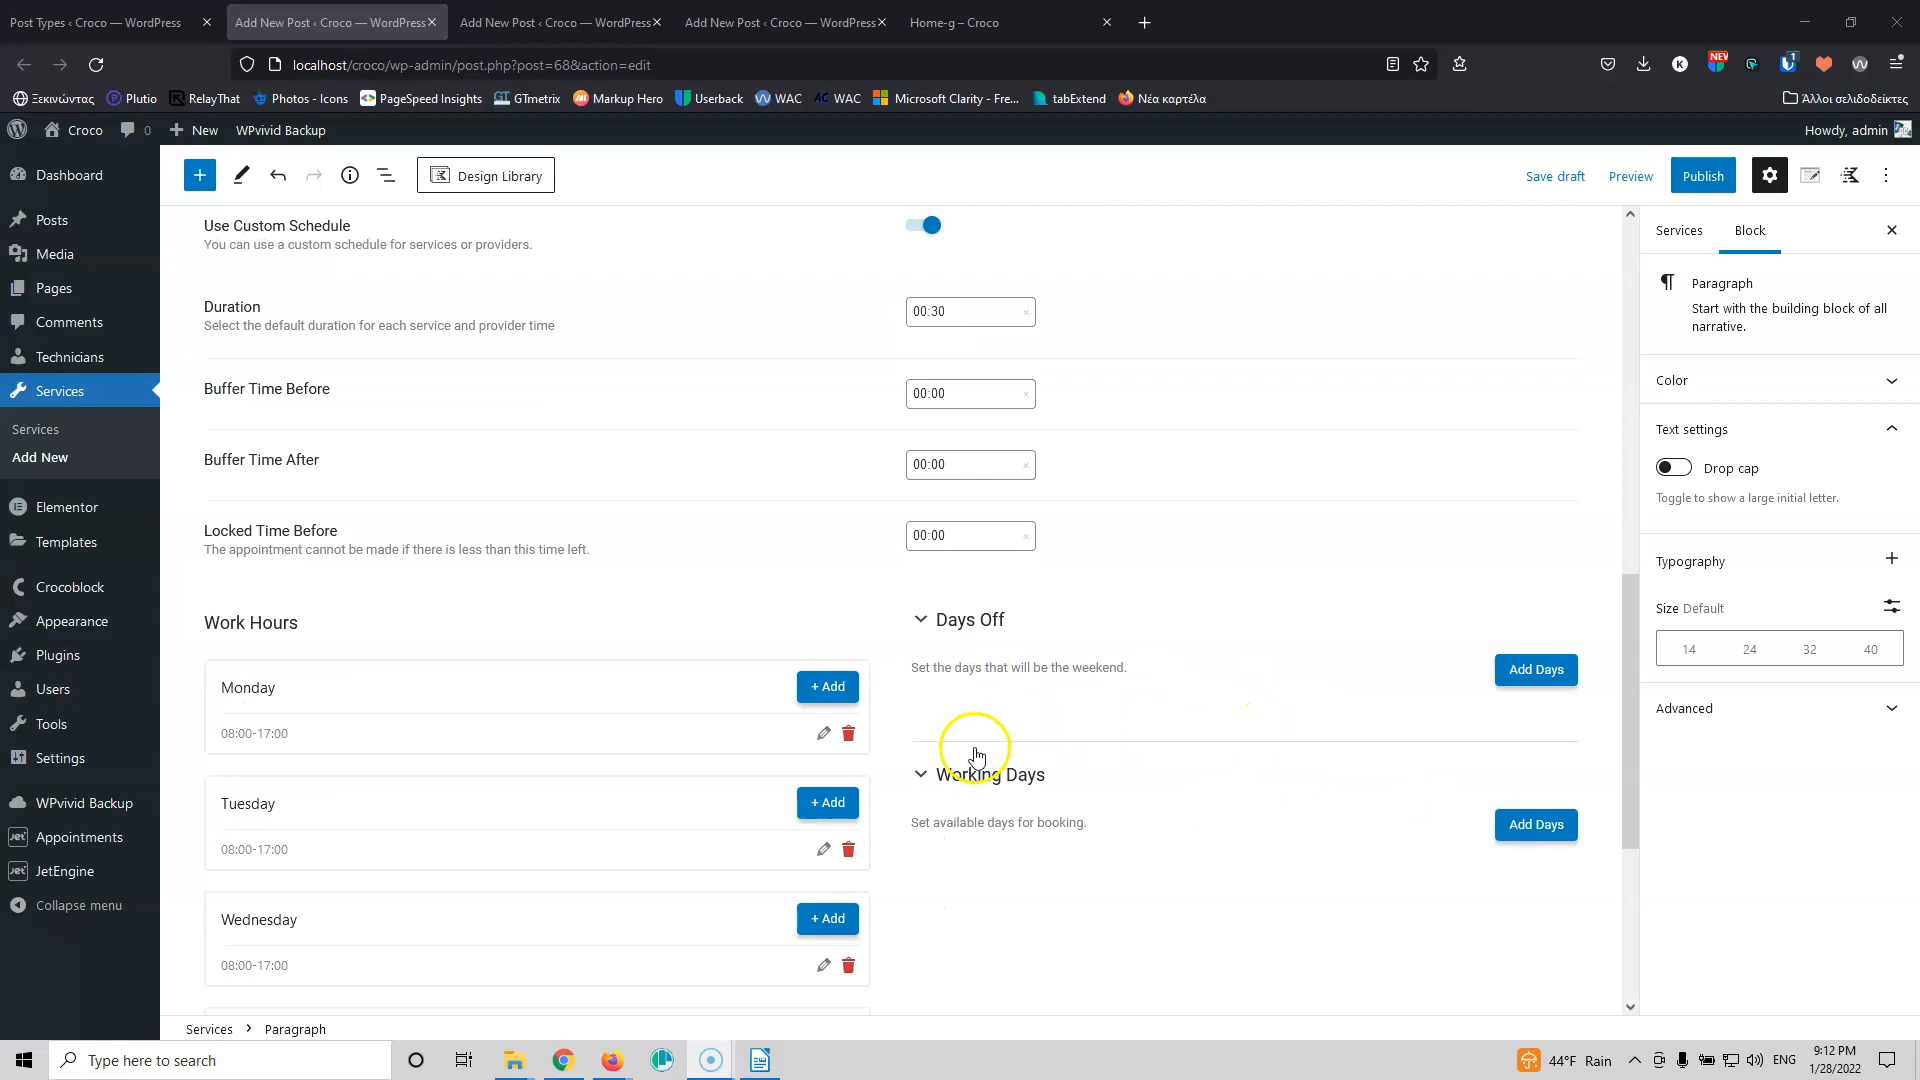 Post Types ‹ Croco — WordPress
Add New Post ‹ Croco — WordPress
Add New Post ‹ Croco — WordPress
Add New Post ‹ Croco — WordPress
Home-g – Croco
localhost/croco/wp-admin/post.php?post=68&action=edit
NEW
1
Ξεκινώντας
Plutio
RelayThat
Photos - Icons
PageSpeed Insights
GTmetrix
Markup Hero
Userback
WAC
AC WAC
Microsoft Clarity - Fre...
tabExtend
Νέα καρτέλα
Άλλοι σελιδοδείκτες
Croco
0
New
WPvivid Backup
Howdy, admin
Dashboard
Posts
Media
Pages
Comments
Technicians
Services
Services
Add New
Elementor
Templates
Crocoblock
Appearance
Plugins
Users
Tools
Settings
WPvivid Backup
Appointments
JetEngine
Collapse menu
Design Library
Save draft
Preview
Publish
Use Custom Schedule
You can use a custom schedule for services or providers.
Duration
Select the default duration for each service and provider time
00:30
Buffer Time Before
00:00
Buffer Time After
00:00
Locked Time Before
The appointment cannot be made if there is less than this time left.
00:00
Work Hours
Monday
+ Add
08:00-17:00
Tuesday
+ Add
08:00-17:00
Wednesday
+ Add
08:00-17:00
Days Off
Set the days that will be the weekend.
Add Days
Working Days
Set available days for booking.
Add Days
Services
Block
Paragraph
Start with the building block of all
narrative.
Color
Text settings
Drop cap
Toggle to show a large initial letter.
Typography
Size Default
14 24 32 40
Advanced
Services > Paragraph
Type here to search
44°F Rain
ENG
9:12 PM
1/28/2022